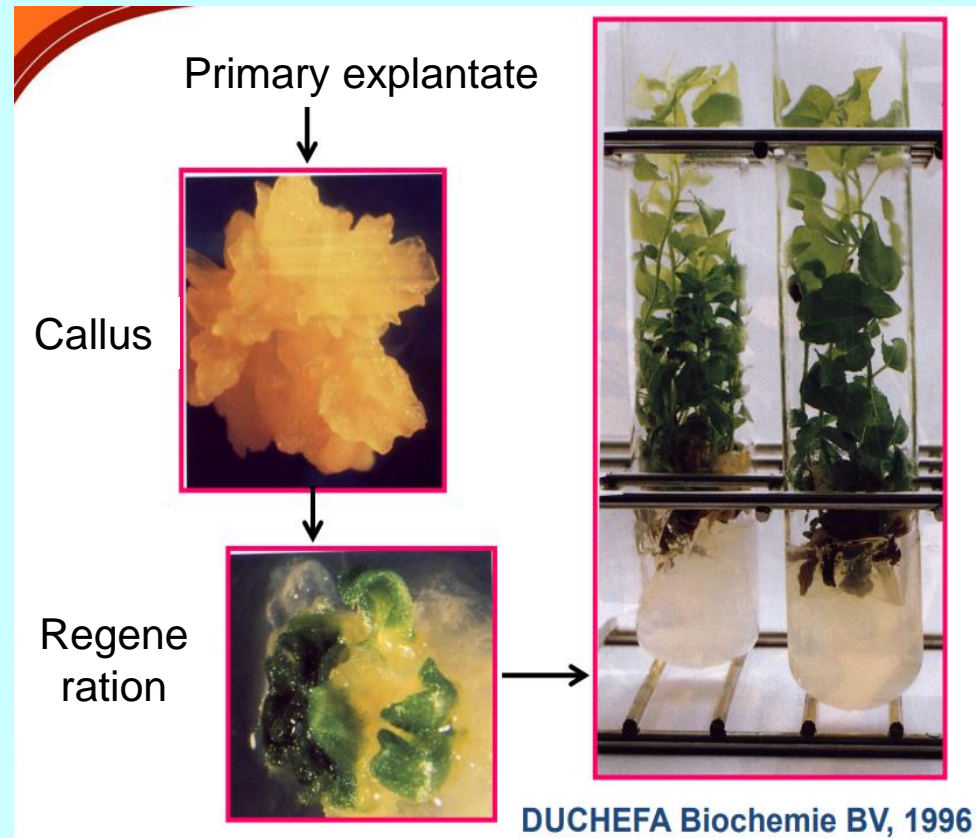 Primary explantate
Callus
Regene
ration
DUCHEFA Biochemie BV, 1996